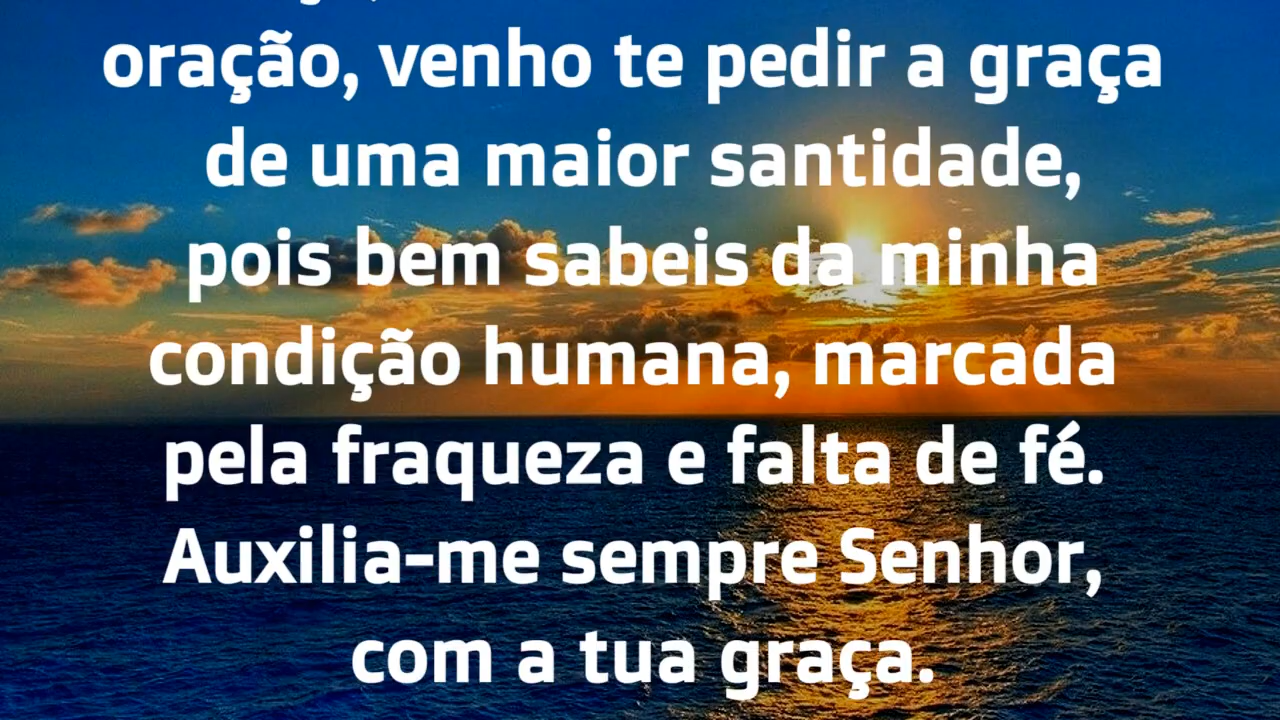 oração, venho te pedir a graça
de uma maior santidade,
pois bem sabeis da minha
condição humana, marcada
pela fraqueza e falta de fé.
Auxilia-me sempre Senhor,
com a tua graça.